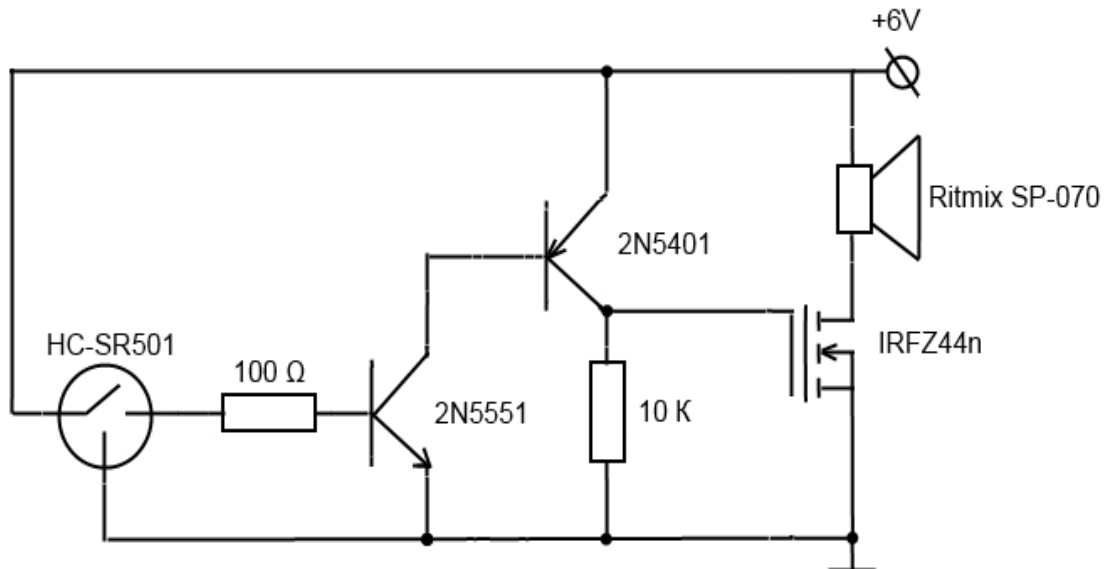 +6V
Ritmix SP-070
2N5401
HC-SR501
100 Ω
2N5551
10 K
IRFZ44n